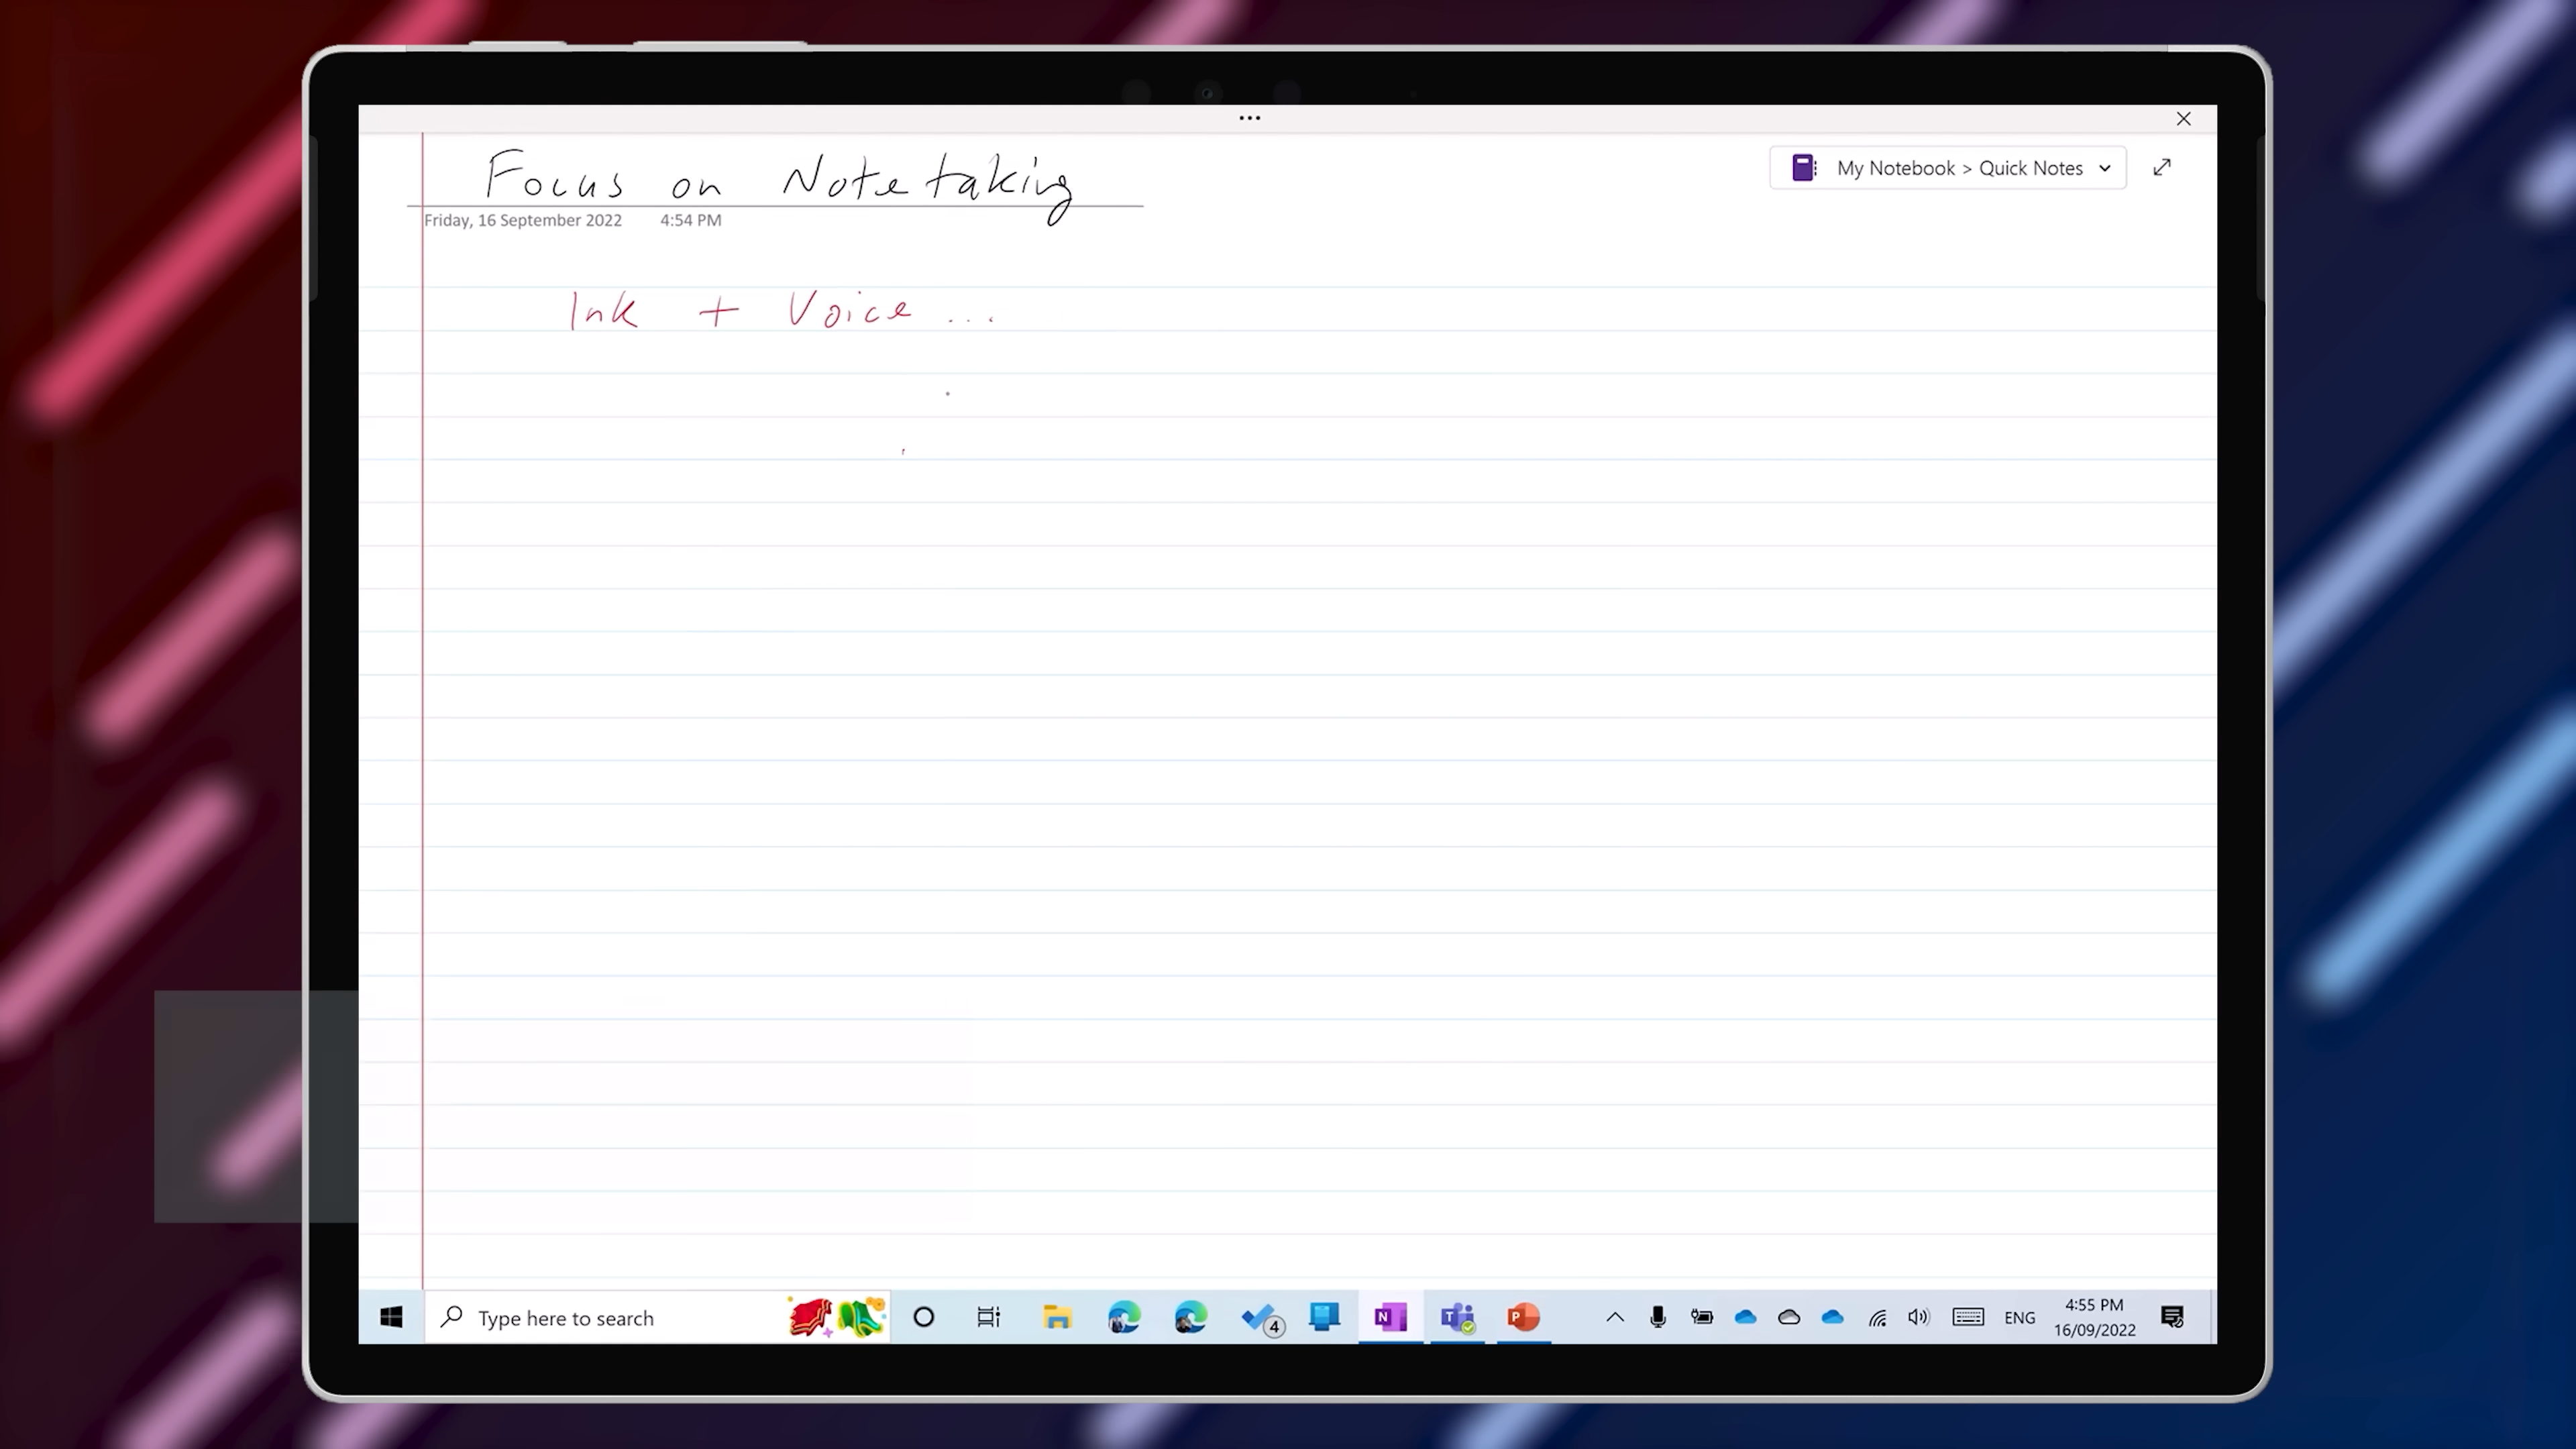 Focus on Notetaking
My Notebook > Quick Notes
Friday, 16 September 2022 4:54 PM
Ink + Voice ...
Type here to search
4
N
T
P
ENG
4:55 PM
16/09/2022